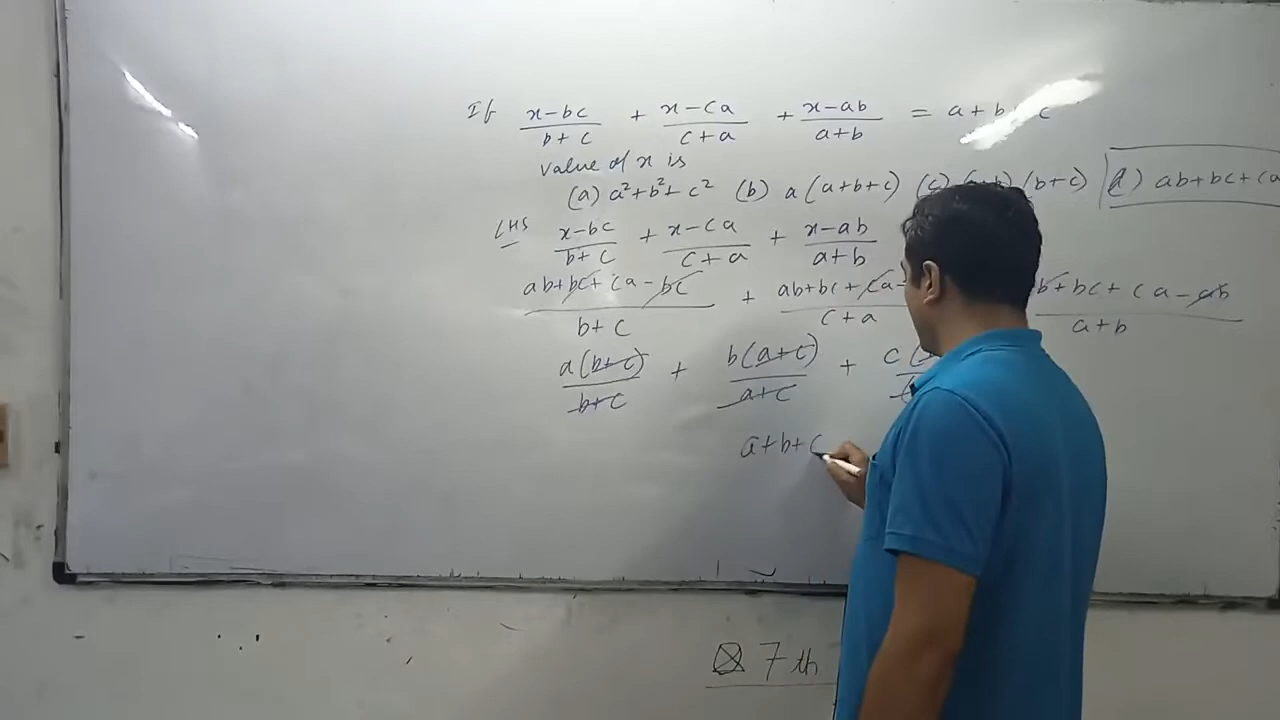 If x-bc/b+c + x-ca/c+a + x-ab/a+b = a+b+c
value of x is
(a) a²+b²+c² (b) a(a+b+c) (c) (a+b)(b+c) (d) ab+bc+ca
LHS x-bc/b+c + x-ca/c+a + x-ab/a+b
ab+bc+ca-bc/b+c + ab+bc+ca- /c+a b+bc+ca-ab/a+b
a(b+c)/b+c + b(a+c)/a+c + c(
a+b+c
7th